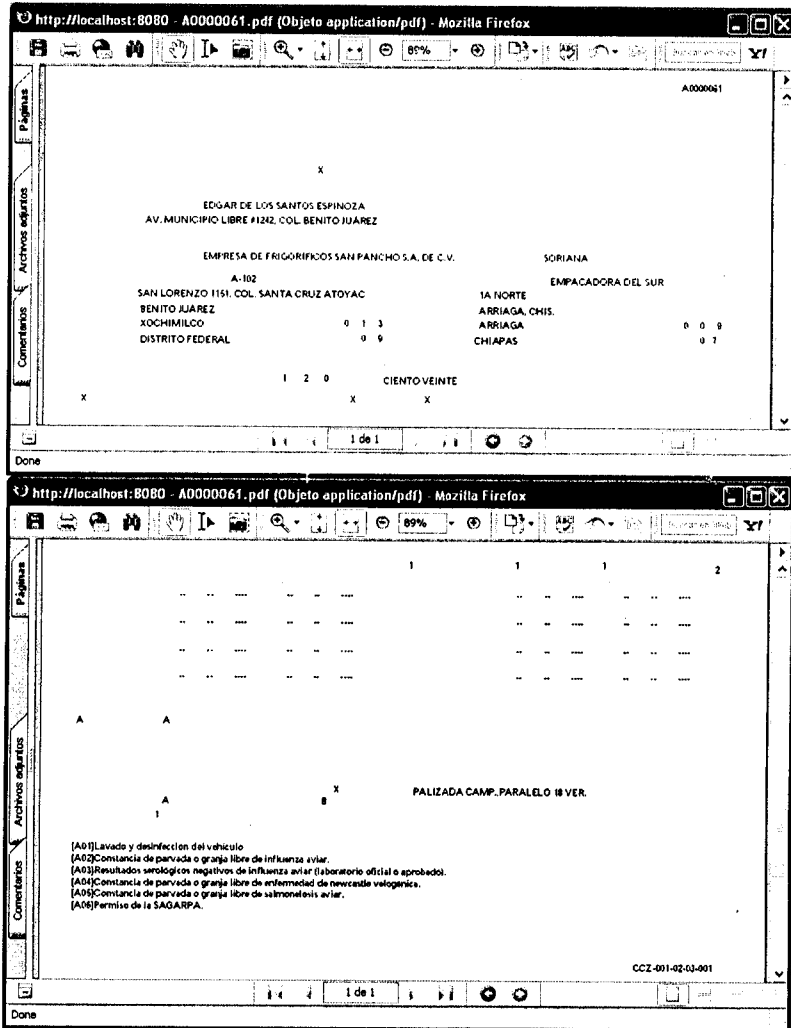 http://localhost:8080 - A0000061.pdf (Objeto application/pdf) - Mozilla Firefox
89%
Páginas
Archivos adjuntos
Comentarios
A0000061
X
EDGAR DE LOS SANTOS ESPINOZA
AV. MUNICIPIO LIBRE #1242, COL. BENITO JUÁREZ
EMPRESA DE FRIGORÍFICOS SAN PANCHO S.A. DE C.V. SORIANA
A-102 EMPACADORA DEL SUR
SAN LORENZO 1151, COL. SANTA CRUZ ATOYAC 1A NORTE
BENITO JUÁREZ ARRIAGA, CHIS.
XOCHIMILCO 0 1 3 ARRIAGA 0 0 9
DISTRITO FEDERAL 0 9 CHIAPAS 0 7
1 2 0 CIENTO VEINTE
X X X
1 de 1
Done
http://localhost:8080 - A0000061.pdf (Objeto application/pdf) - Mozilla Firefox
89%
Páginas
Archivos adjuntos
Comentarios
1 1 1 2
-- -- ---- -- -- ---- -- -- ---- -- -- ----
-- -- ---- -- -- ---- -- -- ---- -- -- ----
-- -- ---- -- -- ---- -- -- ---- -- -- ----
-- -- ---- -- -- ---- -- -- ---- -- -- ----
A A
X PALIZADA CAMP.,PARALELO 18 VER.
A 8
1
[A01]Lavado y desinfeccion del vehiculo
[A02]Constancia de parvada o granja libre de influenza aviar.
[A03]Resultados serológicos negativos de influenza aviar (laboratorio oficial o aprobado).
[A04]Constancia de parvada o granja libre de enfermedad de newcastle velogenica.
[A05]Constancia de parvada o granja libre de salmonelosis aviar.
[A06]Permiso de la SAGARPA.
CCZ-001-02-03-001
1 de 1
Done